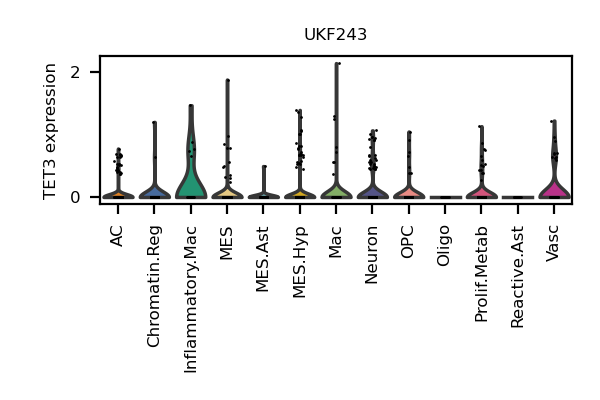 UKF243
TET3 expression
2
0
AC
Chromatin.Reg
Inflammatory.Mac
MES
MES.Ast
MES.Hyp
Mac
Neuron
OPC
Oligo
Prolif.Metab
Reactive.Ast
Vasc